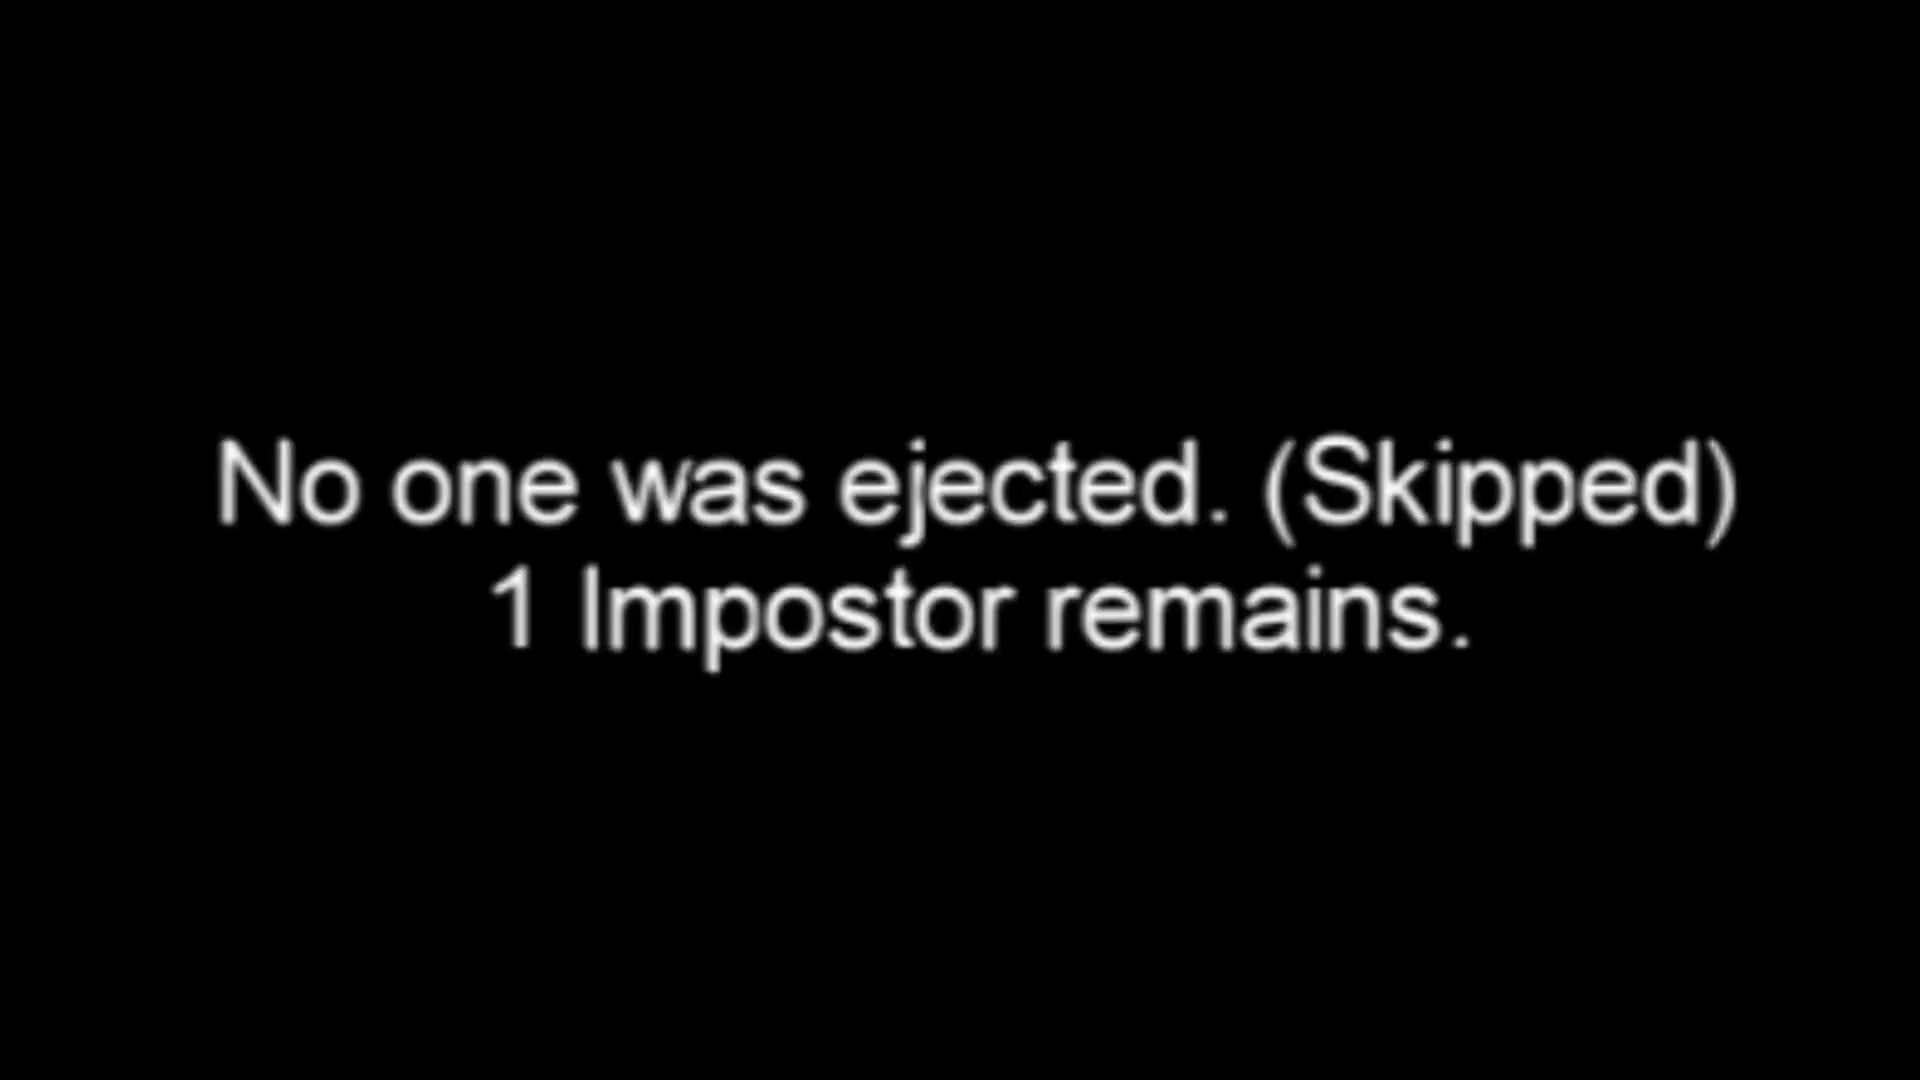 No one was ejected. (Skipped)
1 Impostor remains.